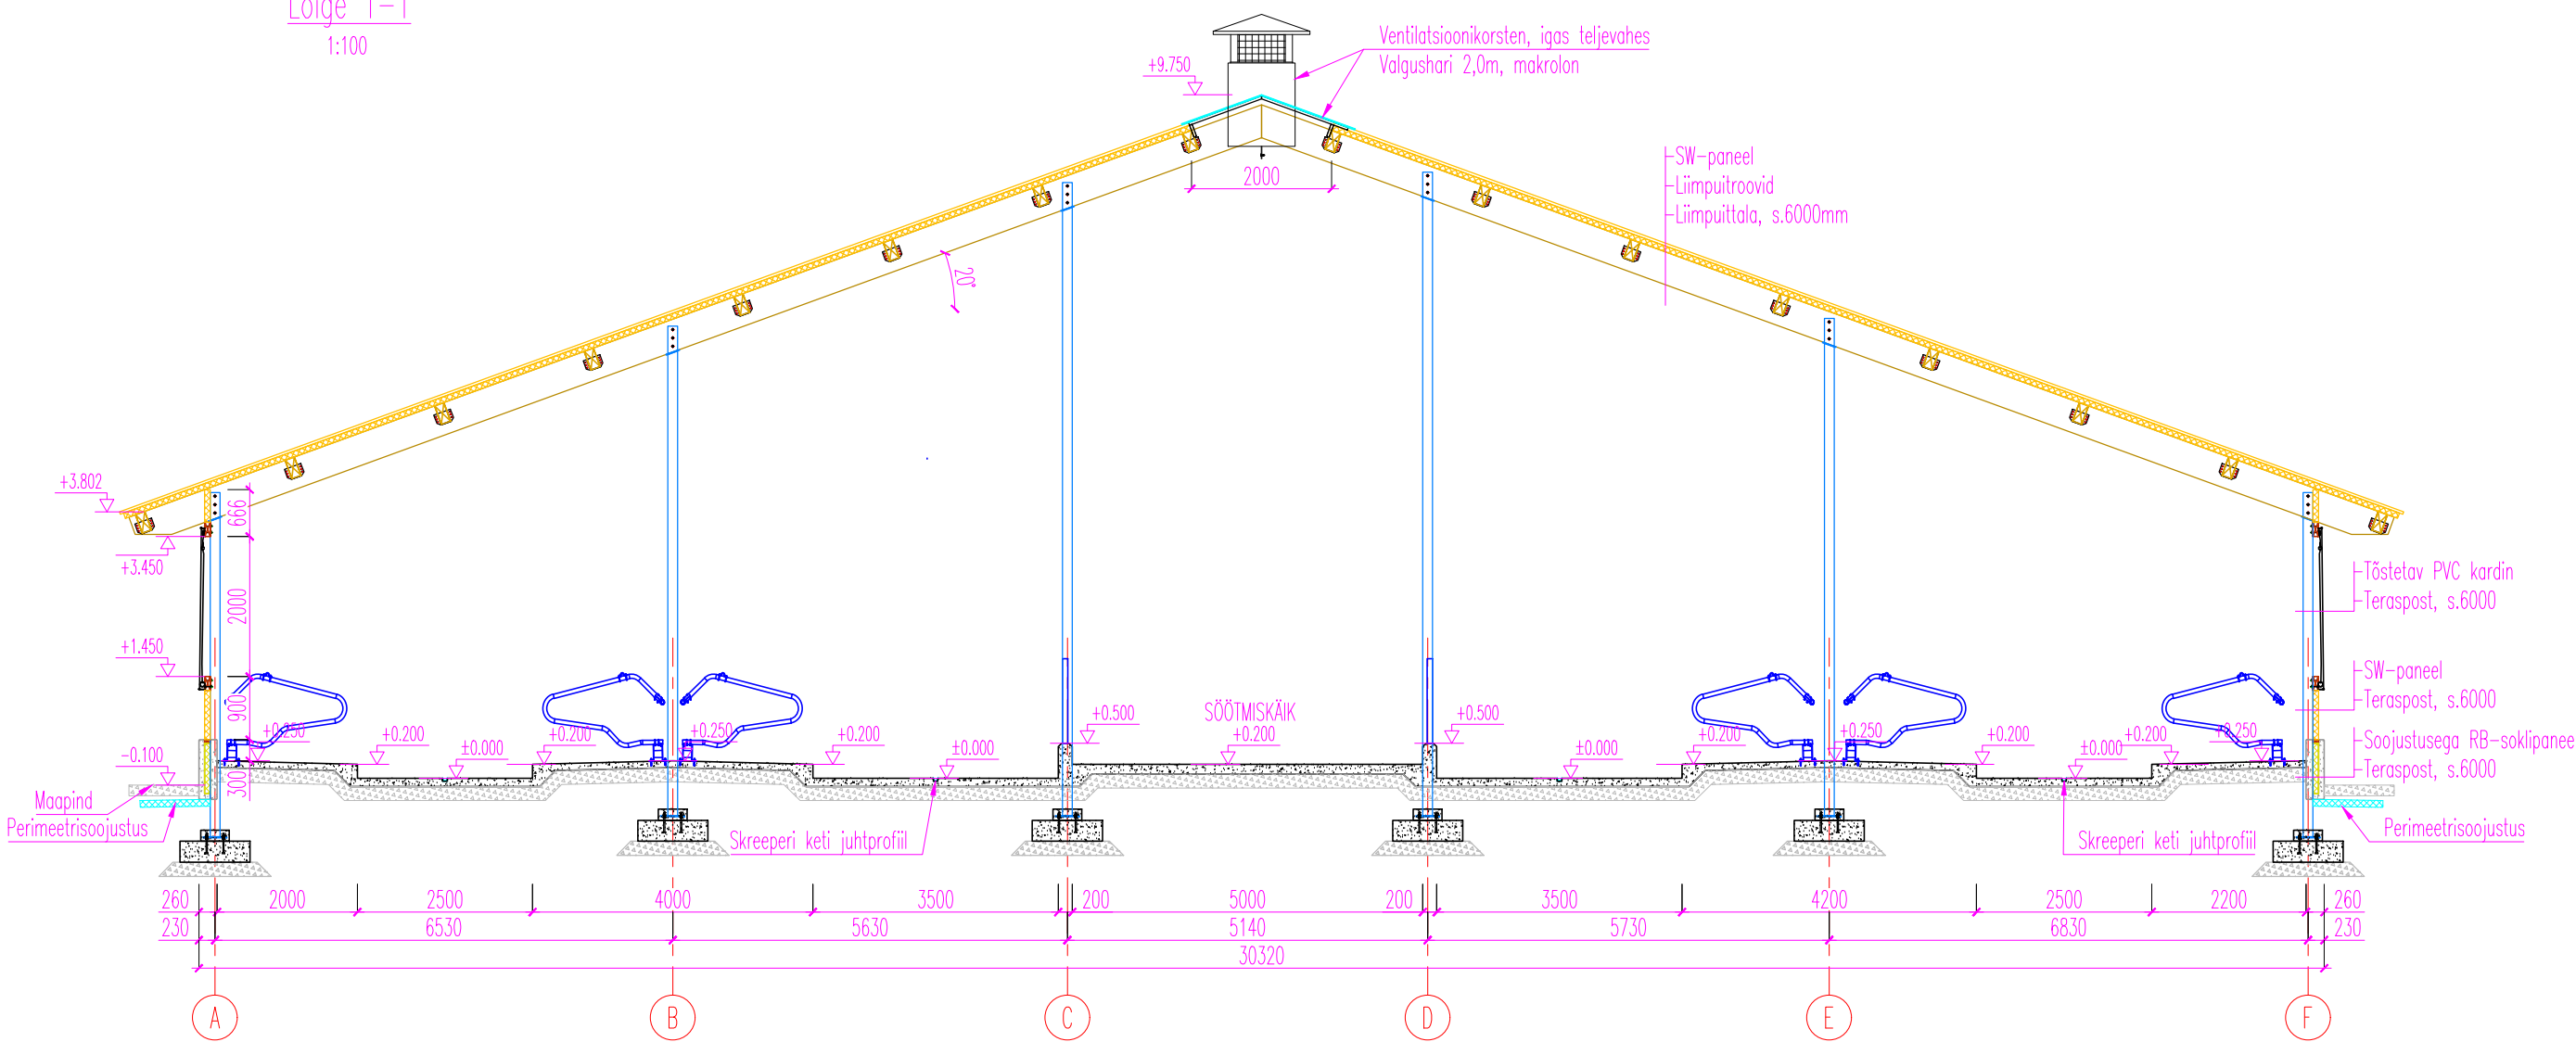 Lõige 1-1
1:100
Ventilatsioonikorsten, igas teljevahes
Valgushari 2,0m, makrolon
+9.750
2000
SW-paneel
Liimpuitroovid
Liimpuittala, s.6000mm
20°
+3.802
666
+3.450
2000
+1.450
900
-0.100
300
Tõstetav PVC kardin
Teraspost, s.6000
SW-paneel
Teraspost, s.6000
Soojustusega RB-soklipanee
Teraspost, s.6000
SÖÖTMISKÄIK
+0.250
+0.200
±0.000
+0.200
+0.250
+0.200
±0.000
+0.500
+0.200
+0.500
±0.000
+0.200
+0.250
+0.200
±0.000
+0.200
+0.250
Maapind
Perimeetrisoojustus
Skreeperi keti juhtprofiil
Skreeperi keti juhtprofiil
Perimeetrisoojustus
260 2000 2500 4000 3500 200 5000 200 3500 4200 2500 2200 260
230 6530 5630 5140 5730 6830 230
30320
A B C D E F